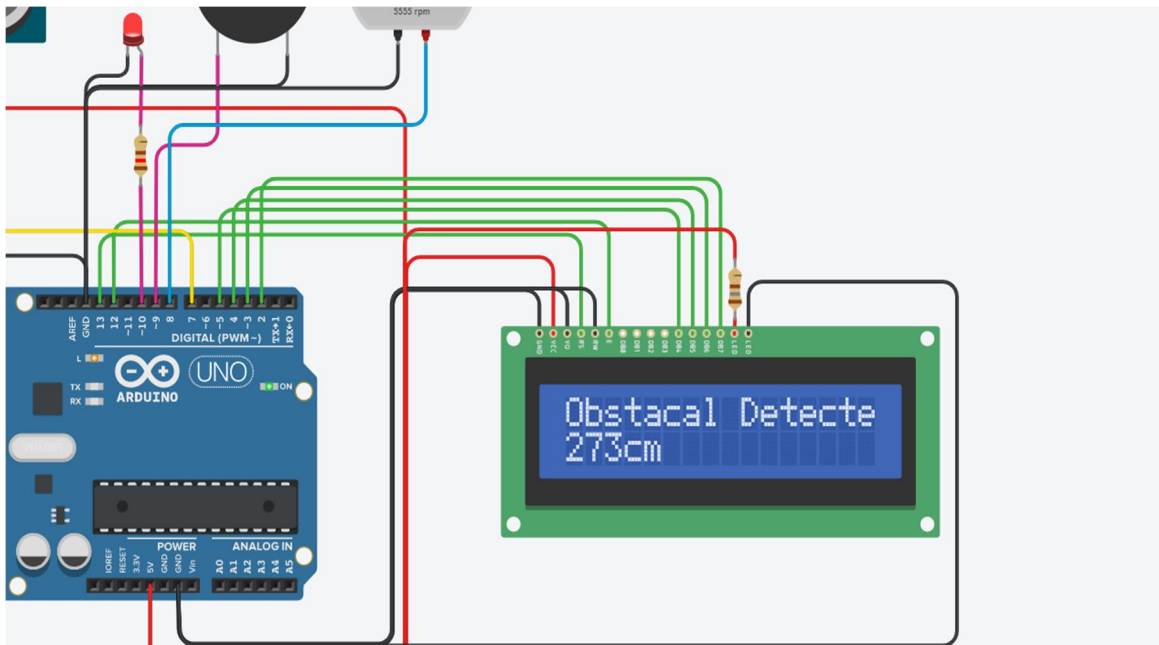 5555 rpm
AREF
GND
13
12
~11
~10
~9
8
7
~6
~5
4
~3
2
TX→1
RX←0
DIGITAL (PWM~)
L
TX
RX
UNO
ARDUINO
ON
GND
VCC
VO
RS
RW
E
DB0
DB1
DB2
DB3
DB4
DB5
DB6
DB7
LED
LED
Obstacal Detecte
273cm
POWER
ANALOG IN
IOREF
RESET
3.3V
5V
GND
GND
Vin
A0
A1
A2
A3
A4
A5